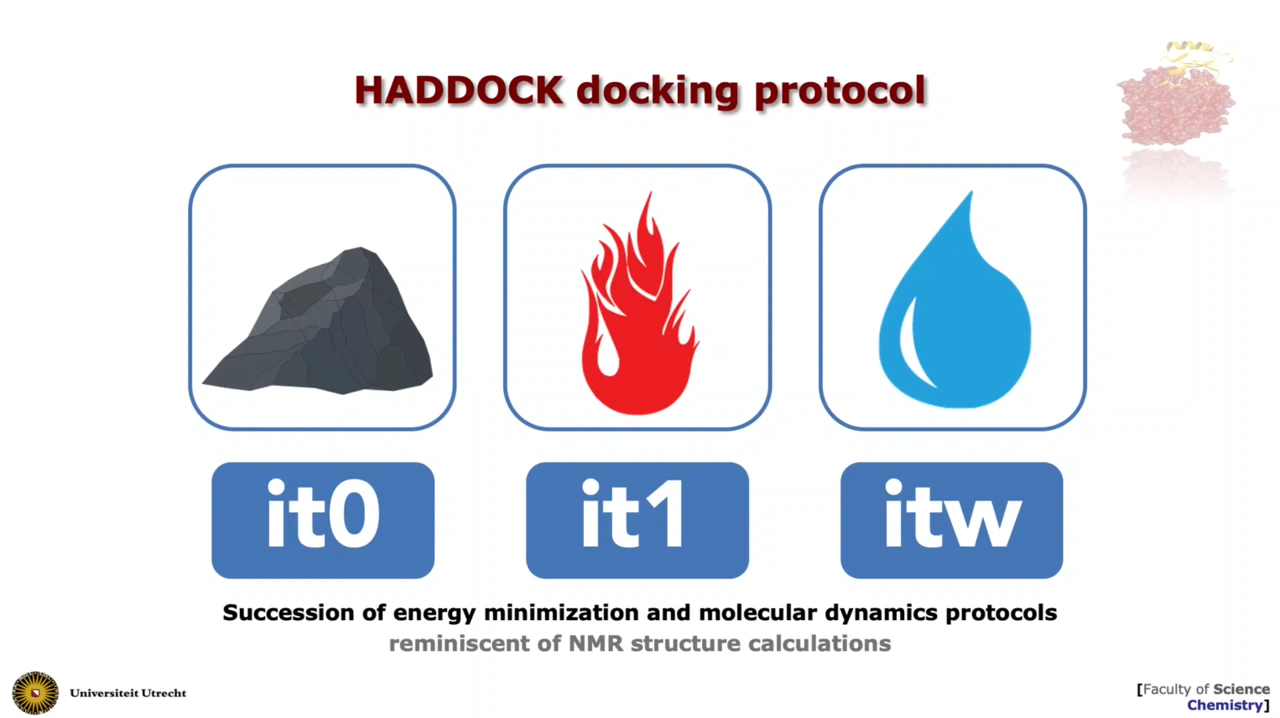 HADDOCK docking protocol
it0
it1
itw
Succession of energy minimization and molecular dynamics protocols
reminiscent of NMR structure calculations
Universiteit Utrecht
[Faculty of Science
Chemistry]